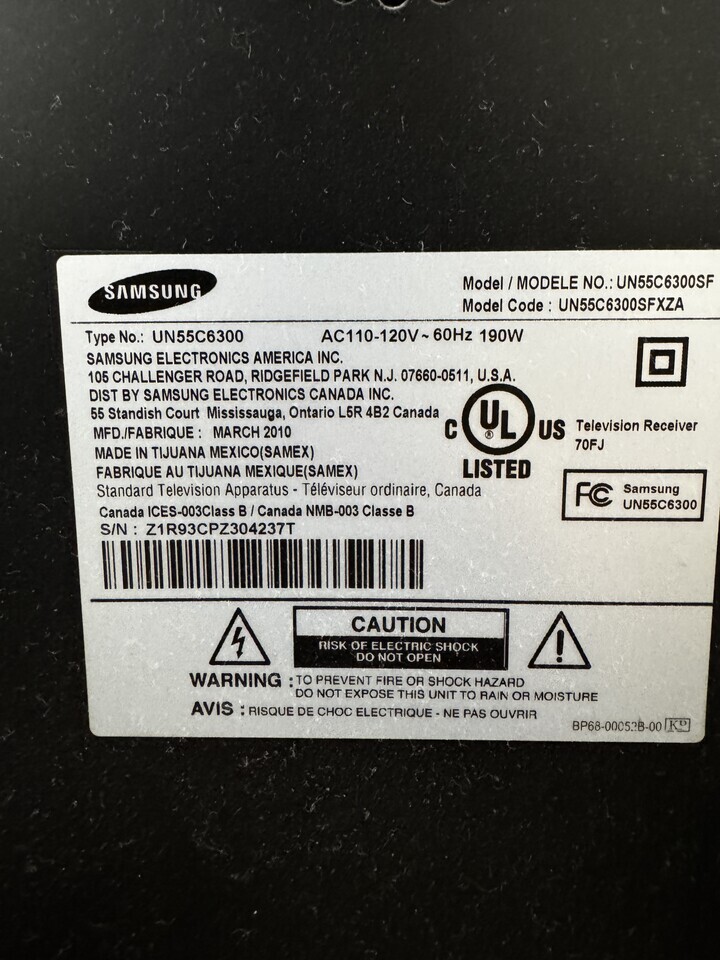 SAMSUNG
Model / MODELE NO.: UN55C6300SF
Model Code : UN55C6300SFXZA
Type No.: UN55C6300 AC110-120V~ 60Hz 190W
SAMSUNG ELECTRONICS AMERICA INC.
105 CHALLENGER ROAD, RIDGEFIELD PARK N.J. 07660-0511, U.S.A.
DIST BY SAMSUNG ELECTRONICS CANADA INC.
55 Standish Court Mississauga, Ontario L5R 4B2 Canada
MFD./FABRIQUE : MARCH 2010
MADE IN TIJUANA MEXICO(SAMEX)
FABRIQUE AU TIJUANA MEXIQUE(SAMEX)
Standard Television Apparatus - Téléviseur ordinaire, Canada
Canada ICES-003Class B / Canada NMB-003 Classe B
S/N : Z1R93CPZ304237T
C UL ® US
LISTED
Television Receiver
70FJ
FC Samsung
UN55C6300
CAUTION
RISK OF ELECTRIC SHOCK
DO NOT OPEN
WARNING : TO PREVENT FIRE OR SHOCK HAZARD
DO NOT EXPOSE THIS UNIT TO RAIN OR MOISTURE
AVIS : RISQUE DE CHOC ELECTRIQUE - NE PAS OUVRIR